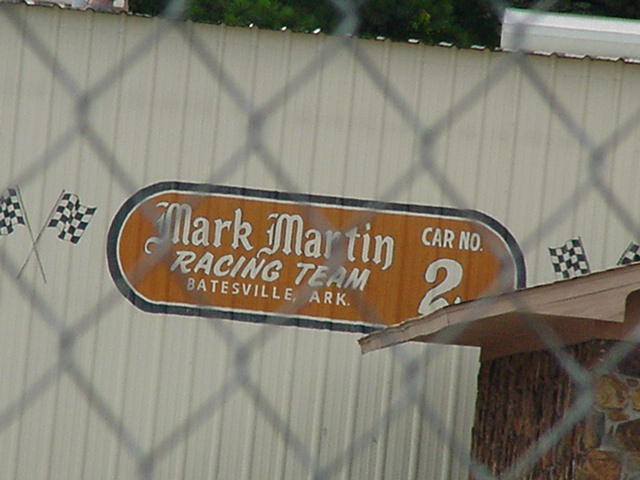 Mark Martin
RACING TEAM
BATESVILLE, ARK.
CAR NO.
2